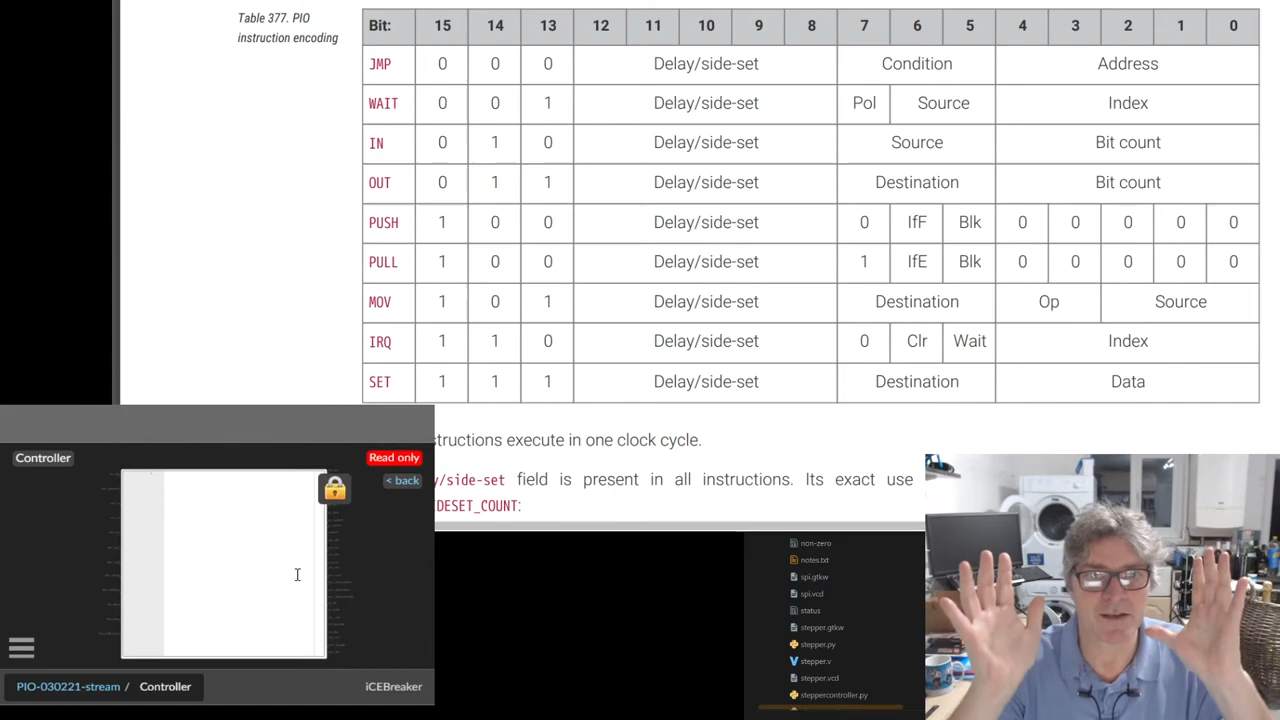 Table 377. PIO
instruction encoding
Bit: 15 14 13 12 11 10 9 8 7 6 5 4 3 2 1 0
JMP 0 0 0 Delay/side-set Condition Address
WAIT 0 0 1 Delay/side-set Pol Source Index
IN 0 1 0 Delay/side-set Source Bit count
OUT 0 1 1 Delay/side-set Destination Bit count
PUSH 1 0 0 Delay/side-set 0 IfF Blk 0 0 0 0 0
PULL 1 0 0 Delay/side-set 1 IfE Blk 0 0 0 0 0
MOV 1 0 1 Delay/side-set Destination Op Source
IRQ 1 1 0 Delay/side-set 0 Clr Wait Index
SET 1 1 1 Delay/side-set Destination Data
structions execute in one clock cycle.
y/side-set field is present in all instructions. Its exact use
DESET_COUNT:
Controller
Read only
< back
PIO-030221-stream / Controller
iCEBreaker
non-zero
notes.txt
spi.gtkw
spi.vcd
status
stepper.gtkw
stepper.py
stepper.v
stepper.vcd
steppercontroller.py